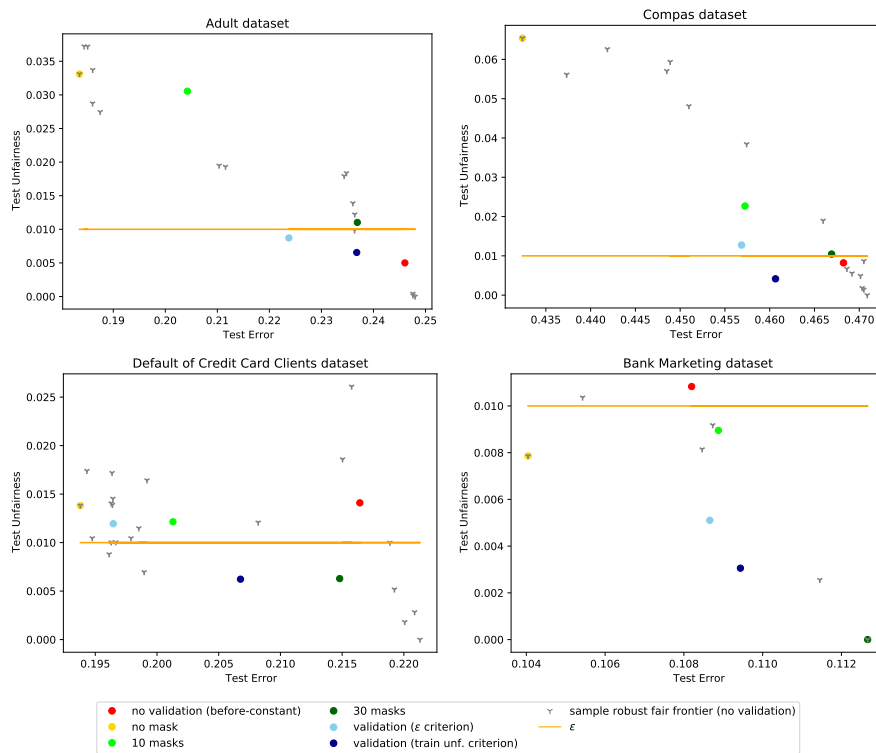 Adult dataset
0.035
0.030
0.025
0.020
0.015
0.010
0.005
0.000
Test Unfairness
0.19 0.20 0.21 0.22 0.23 0.24 0.25
Test Error
Compas dataset
0.06
0.05
0.04
0.03
0.02
0.01
0.00
Test Unfairness
0.435 0.440 0.445 0.450 0.455 0.460 0.465 0.470
Test Error
Default of Credit Card Clients dataset
0.025
0.020
0.015
0.010
0.005
0.000
Test Unfairness
0.195 0.200 0.205 0.210 0.215 0.220
Test Error
Bank Marketing dataset
0.010
0.008
0.006
0.004
0.002
0.000
Test Unfairness
0.104 0.106 0.108 0.110 0.112
Test Error
no validation (before-constant)
no mask
10 masks
30 masks
validation (ε criterion)
validation (train unf. criterion)
sample robust fair frontier (no validation)
ε